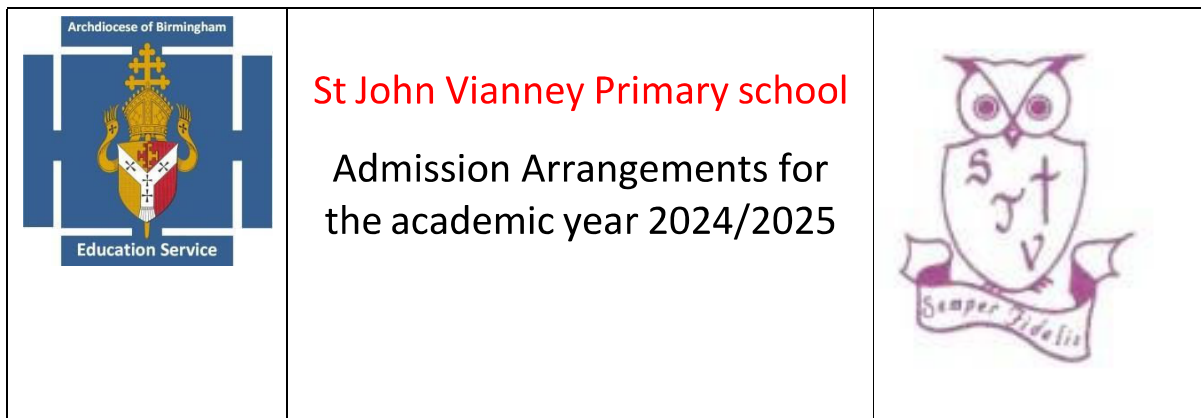 Archdiocese of Birmingham
Education Service
St John Vianney Primary school
Admission Arrangements for
the academic year 2024/2025
S
J
V
Semper Fidelis